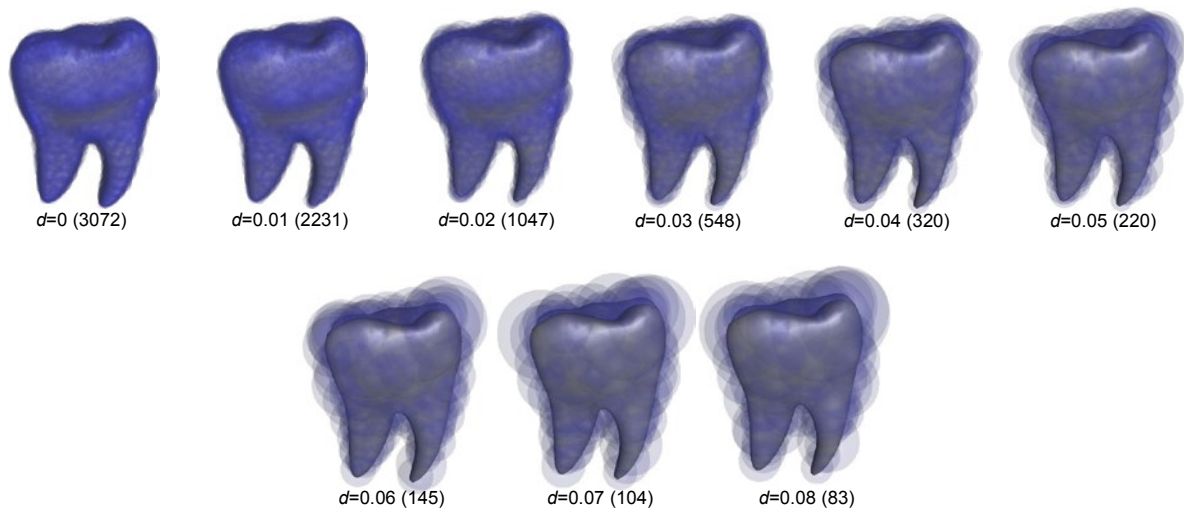 d=0 (3072)
d=0.01 (2231)
d=0.02 (1047)
d=0.03 (548)
d=0.04 (320)
d=0.05 (220)
d=0.06 (145)
d=0.07 (104)
d=0.08 (83)